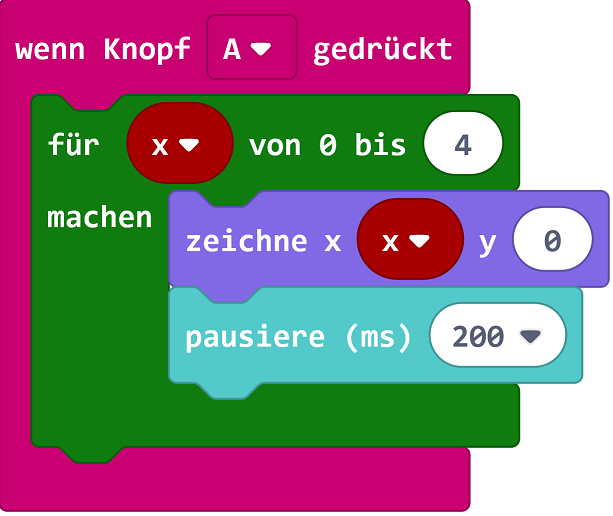 wenn Knopf A gedrückt
für x von 0 bis 4
machen
zeichne x x y 0
pausiere (ms) 200